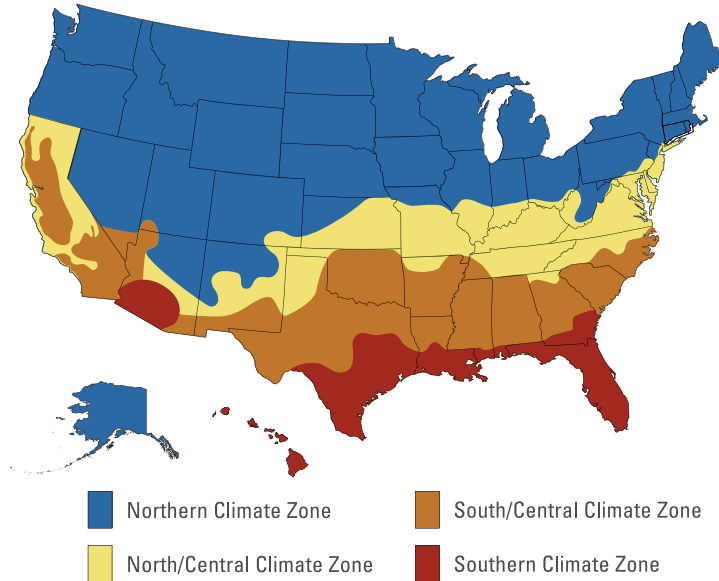 Northern Climate Zone
South/Central Climate Zone
North/Central Climate Zone
Southern Climate Zone